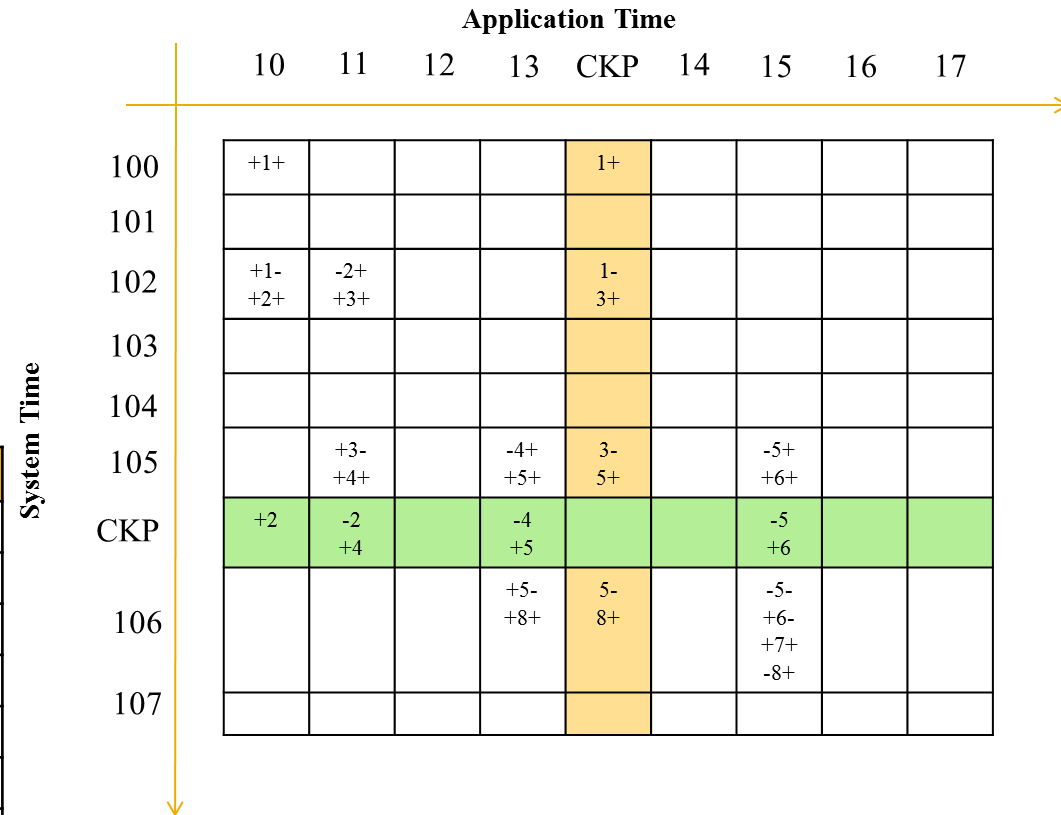 Application Time
10 11 12 13 CKP 14 15 16 17
System Time
100 +1+ 1+
101
102 +1- -2+ 1-
+2+ +3+ 3+
103
104
105 +3- -4+ 3- -5+
+4+ +5+ 5+ +6+
CKP +2 -2 -4 -5
+4 +5 +6
106 +5- 5- -5-
+8+ 8+ +6-
+7+
-8+
107